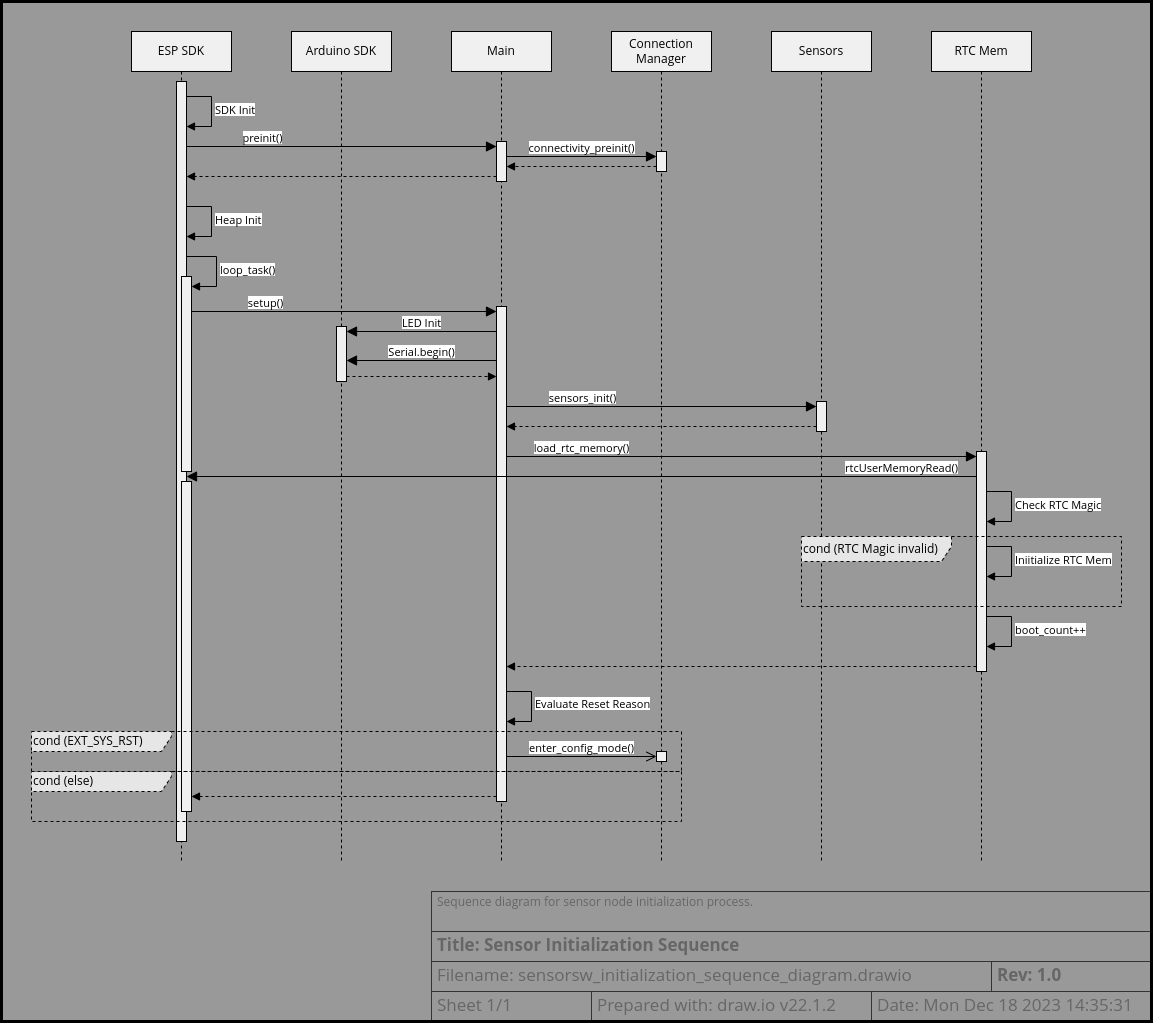 ESP SDK
Arduino SDK
Main
Connection
Manager
Sensors
RTC Mem
SDK Init
preinit()
connectivity_preinit()
Heap Init
loop_task()
setup()
LED Init
Serial.begin()
sensors_init()
load_rtc_memory()
rtcUserMemoryRead()
Check RTC Magic
cond (RTC Magic invalid)
Iniitialize RTC Mem
boot_count++
Evaluate Reset Reason
cond (EXT_SYS_RST)
enter_config_mode()
cond (else)
Sequence diagram for sensor node initialization process.
Title: Sensor Initialization Sequence
Filename: sensorsw_initialization_sequence_diagram.drawio
Rev: 1.0
Sheet 1/1
Prepared with: draw.io v22.1.2
Date: Mon Dec 18 2023 14:35:31